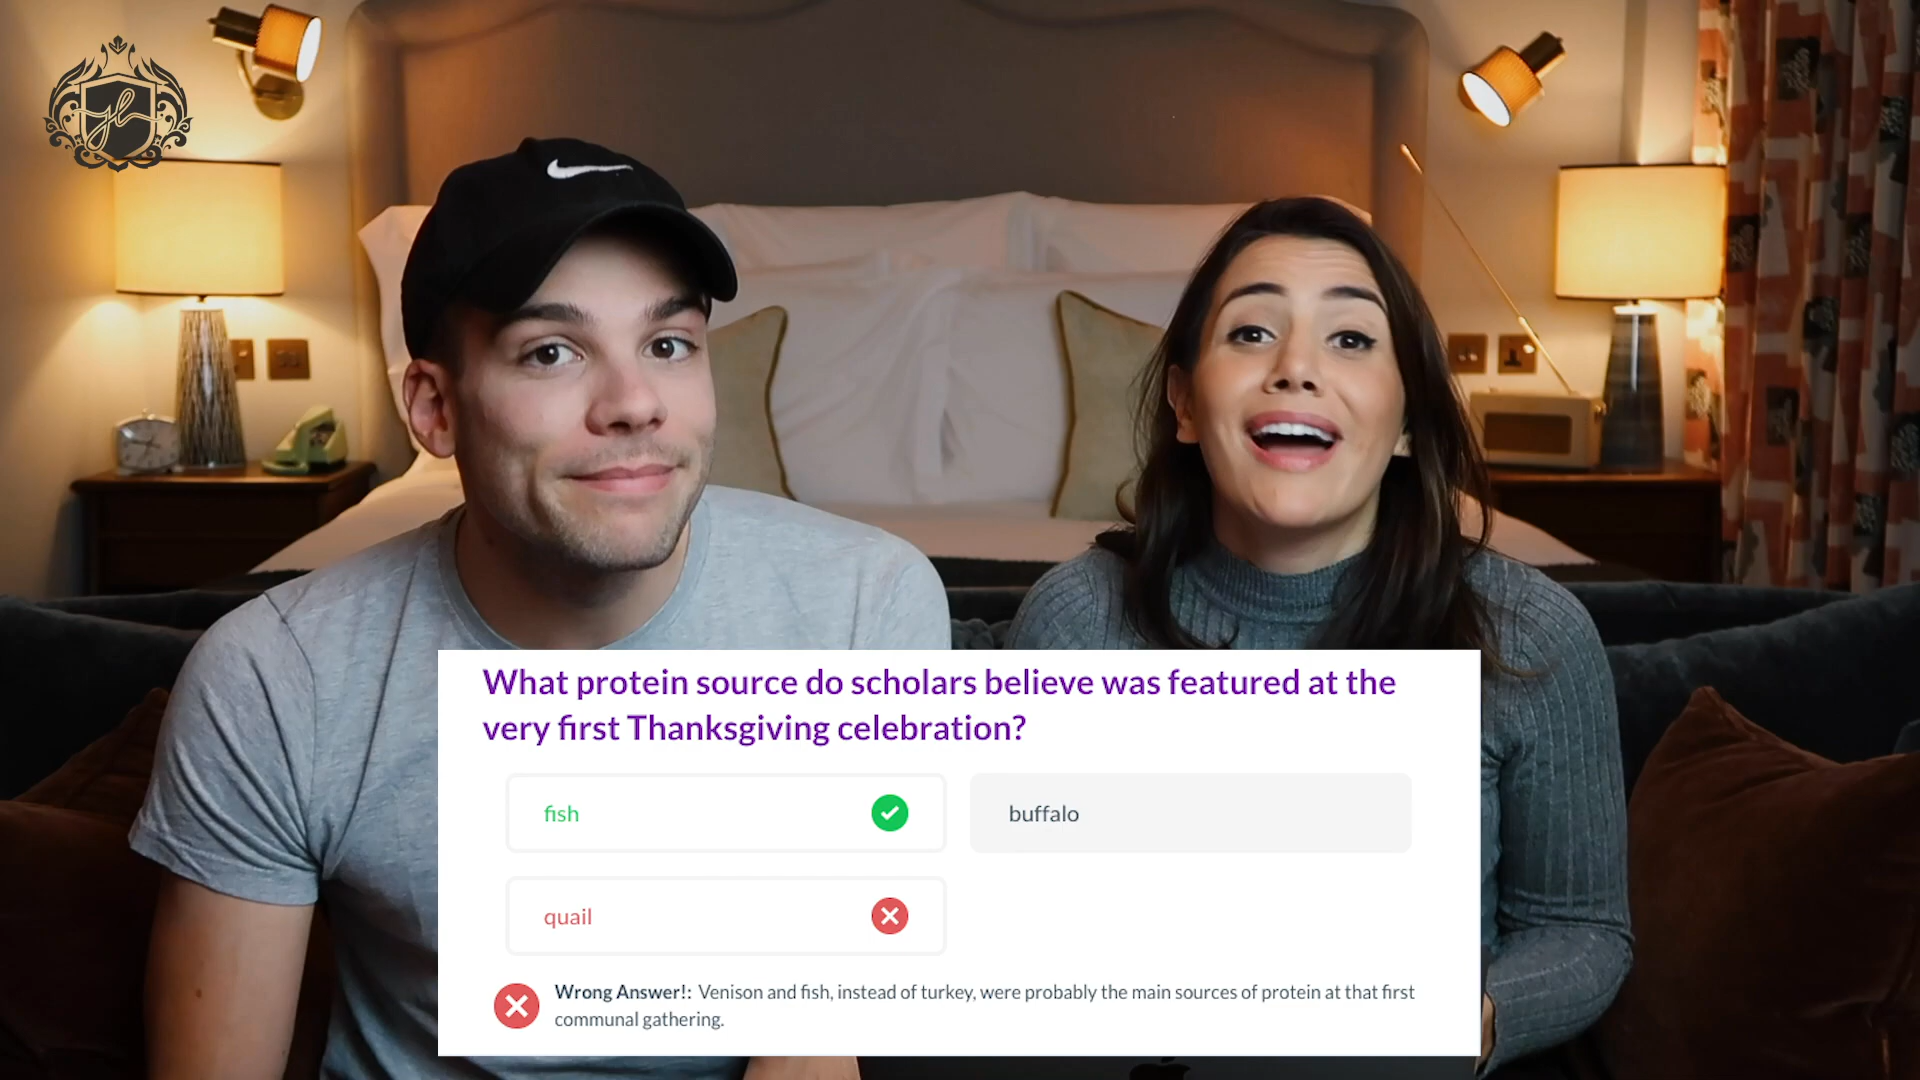 What protein source do scholars believe was featured at the
very first Thanksgiving celebration?
fish
buffalo
quail
Wrong Answer!: Venison and fish, instead of turkey, were probably the main sources of protein at that first
communal gathering.